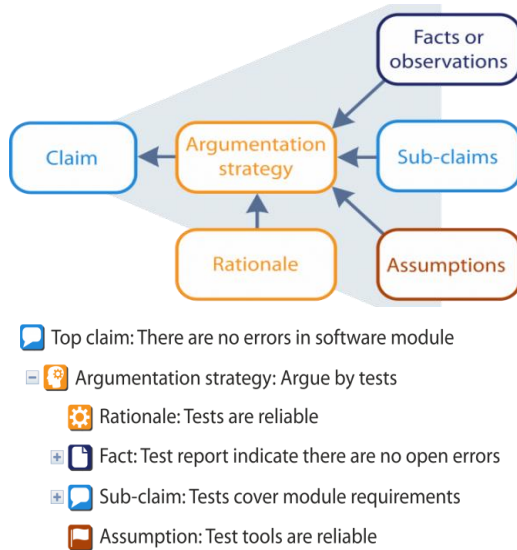 Facts or
observations
Claim
Argumentation
strategy
Sub-claims
Rationale
Assumptions
Top claim: There are no errors in software module
Argumentation strategy: Argue by tests
Rationale: Tests are reliable
Fact: Test report indicate there are no open errors
Sub-claim: Tests cover module requirements
Assumption: Test tools are reliable